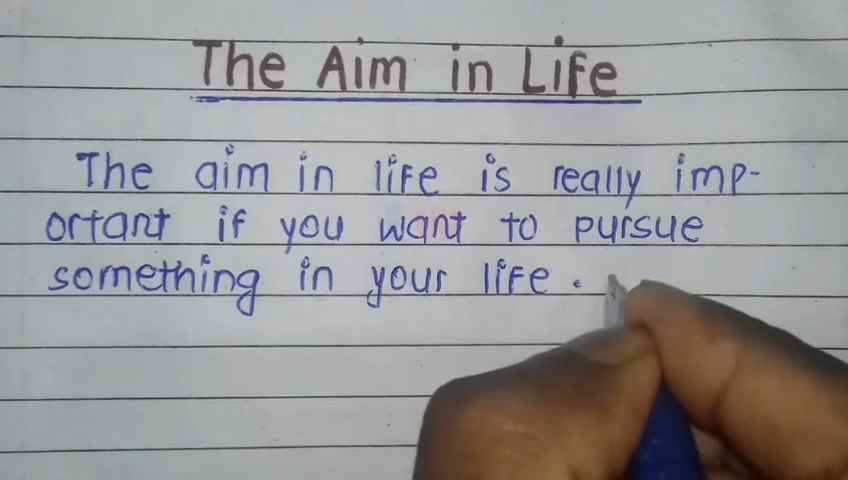 The Aim in Life
The aim in life is really imp-
ortant if you want to pursue
something in your life.